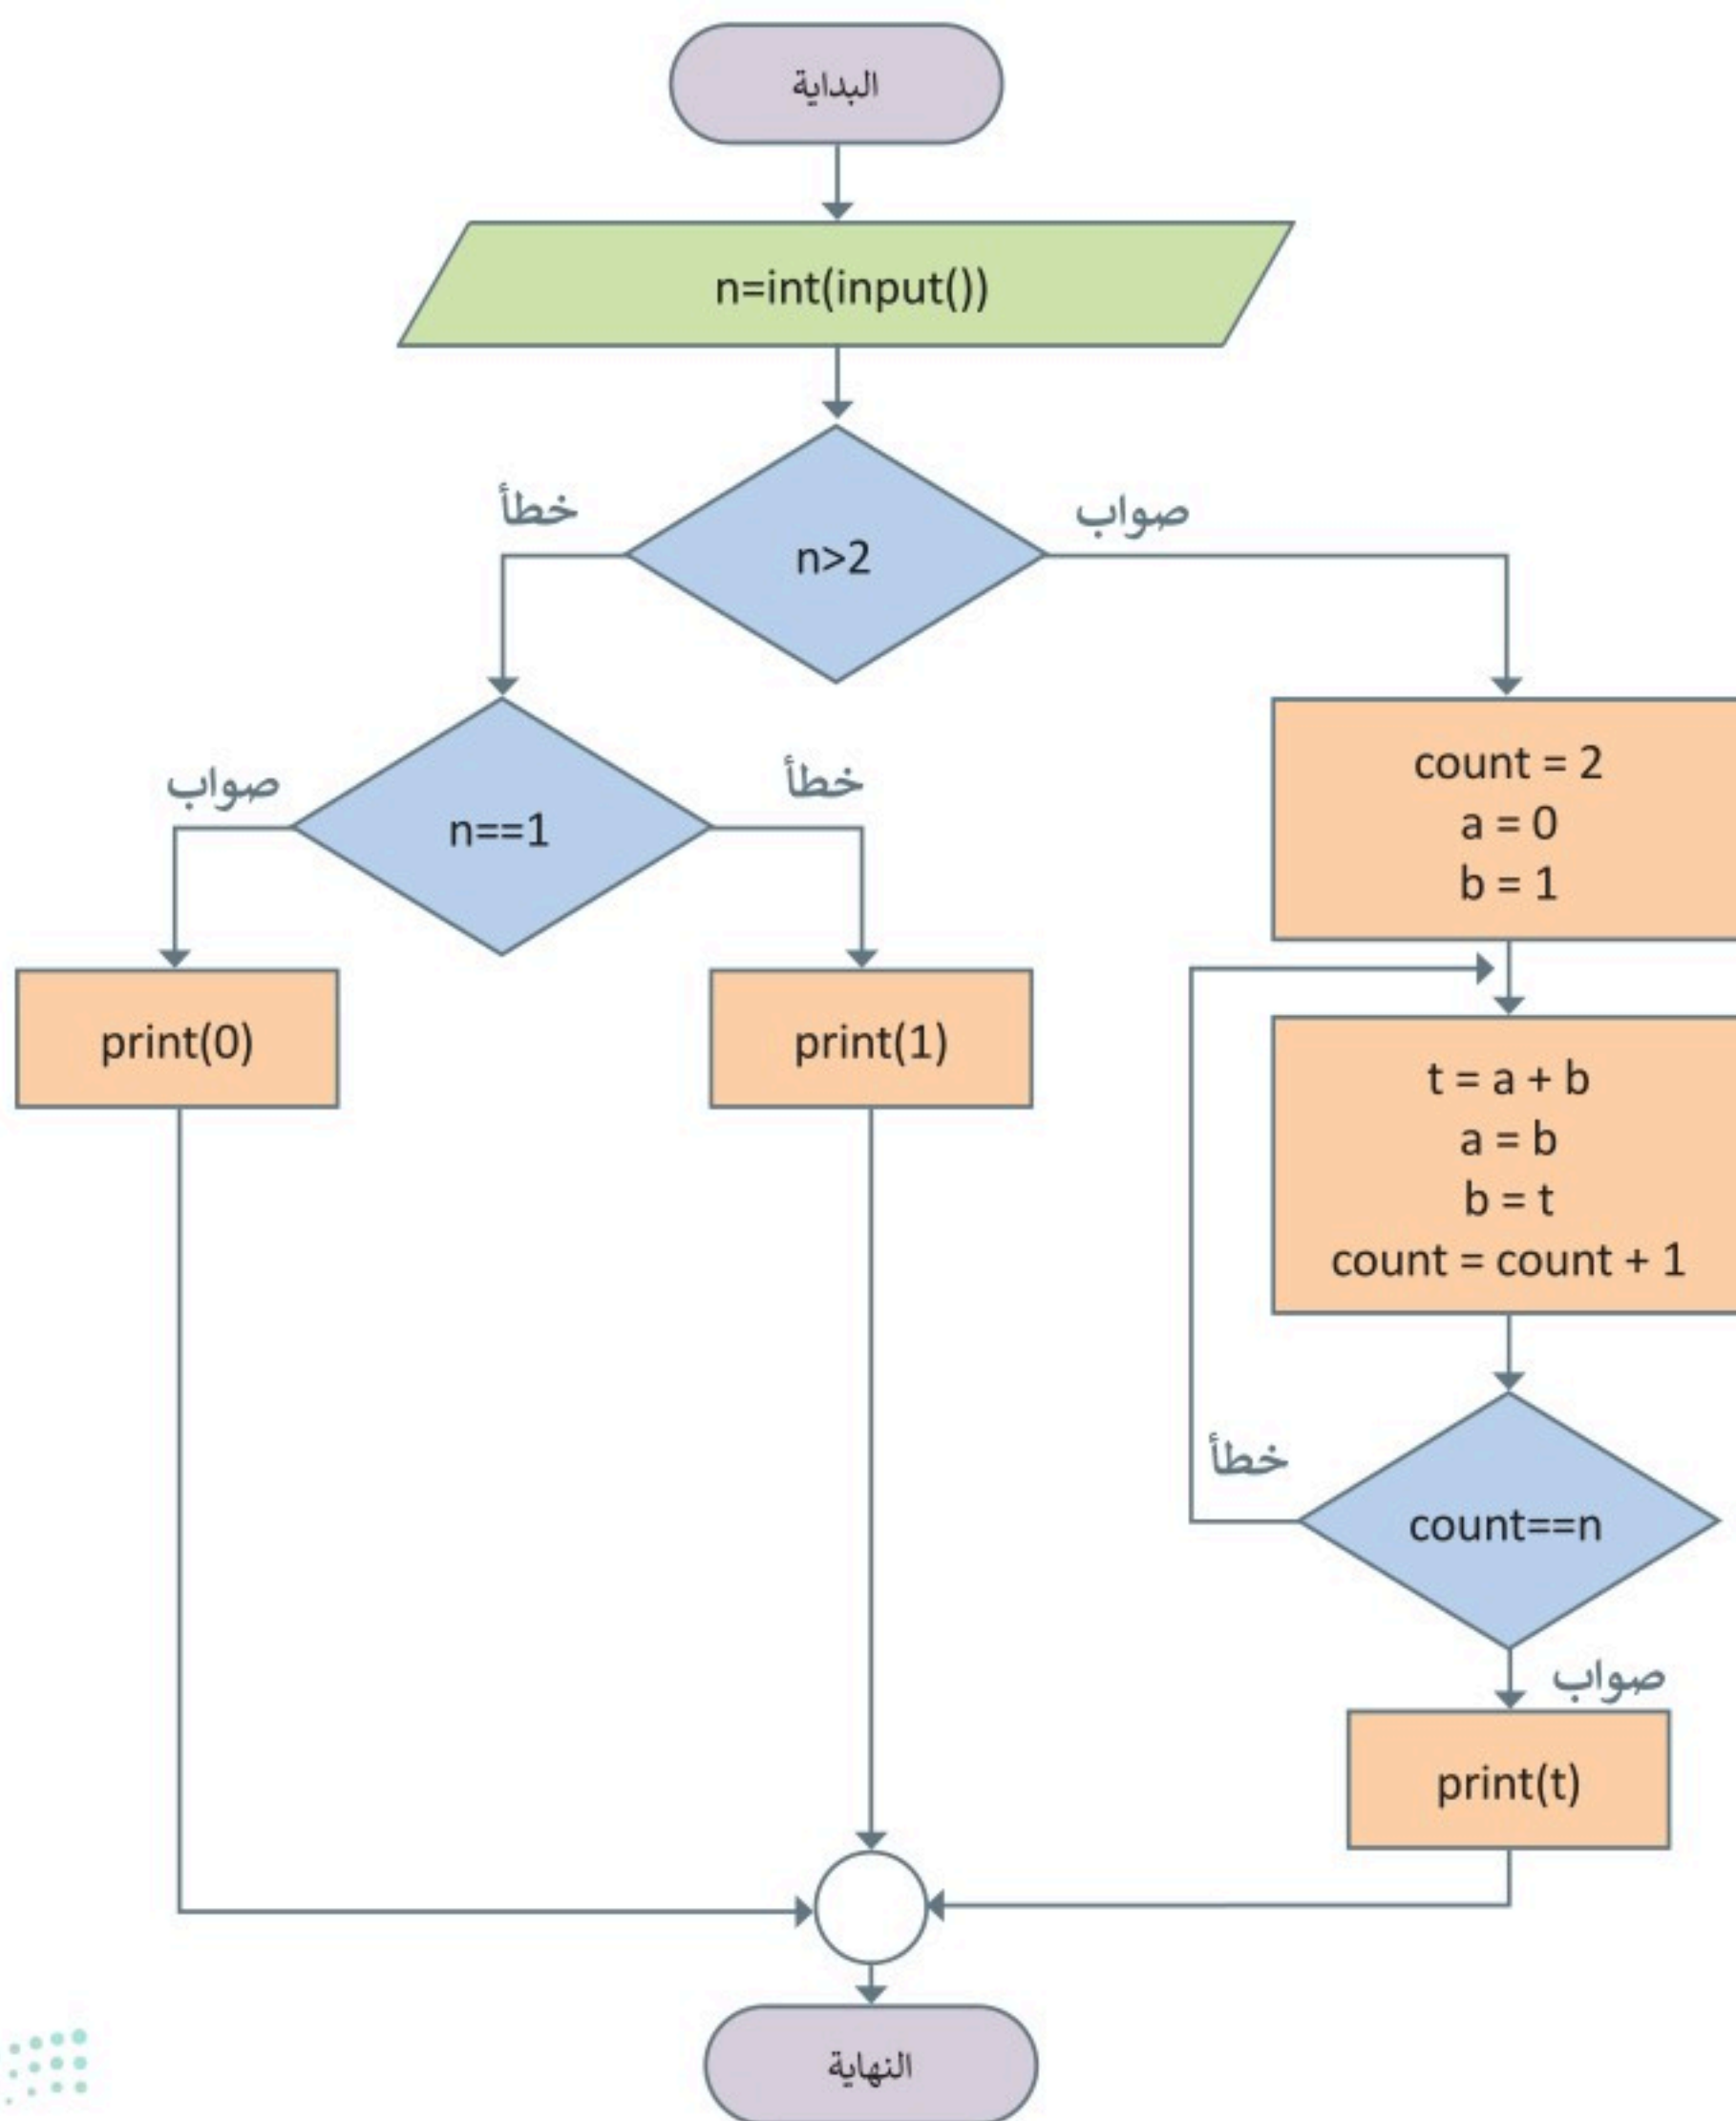 البداية
n=int(input())
n>2
خطأ
صواب
n==1
صواب
خطأ
print(0)
print(1)
count = 2
a = 0
b = 1
t = a + b
a = b
b = t
count = count + 1
count==n
خطأ
صواب
print(t)
النهاية